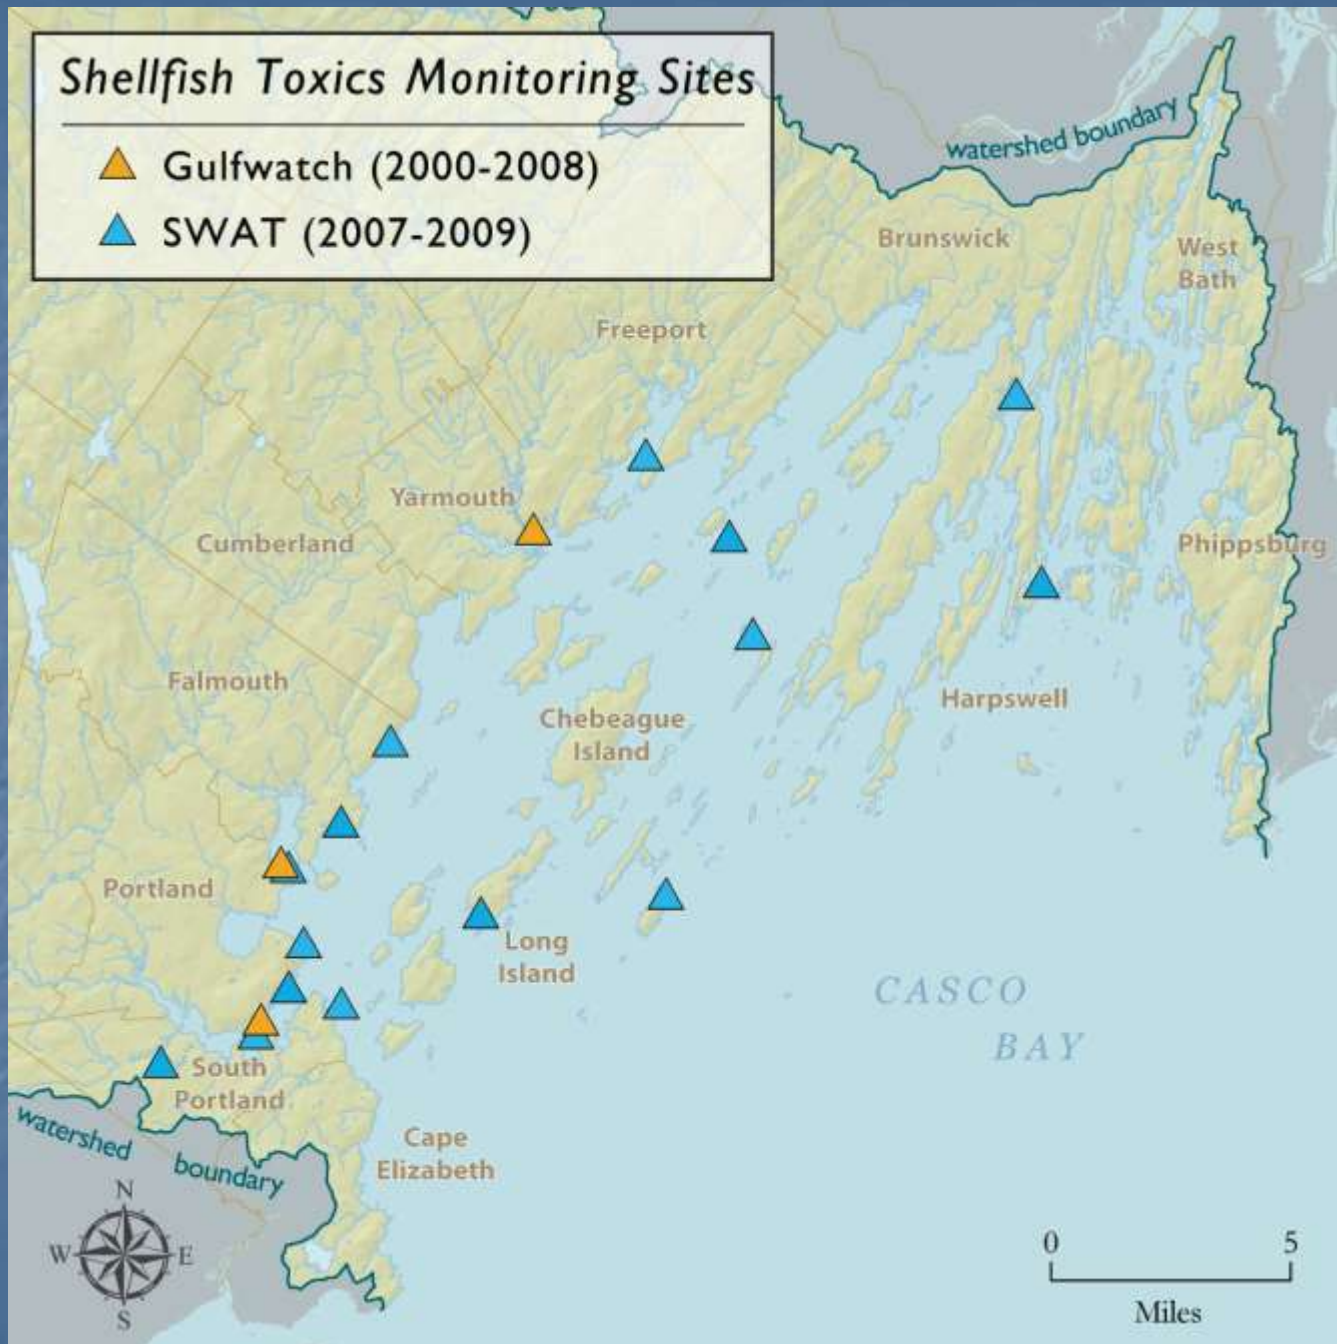 Shellfish Toxics Monitoring Sites
Gulfwatch (2000-2008)
SWAT (2007-2009)
watershed boundary
Brunswick
West
Bath
Freeport
Yarmouth
Cumberland
Phippsburg
Falmouth
Harpswell
Chebeague
Island
Portland
Long
Island
CASCO
BAY
South
Portland
watershed boundary
Cape
Elizabeth
N
W E
S
0 5
Miles